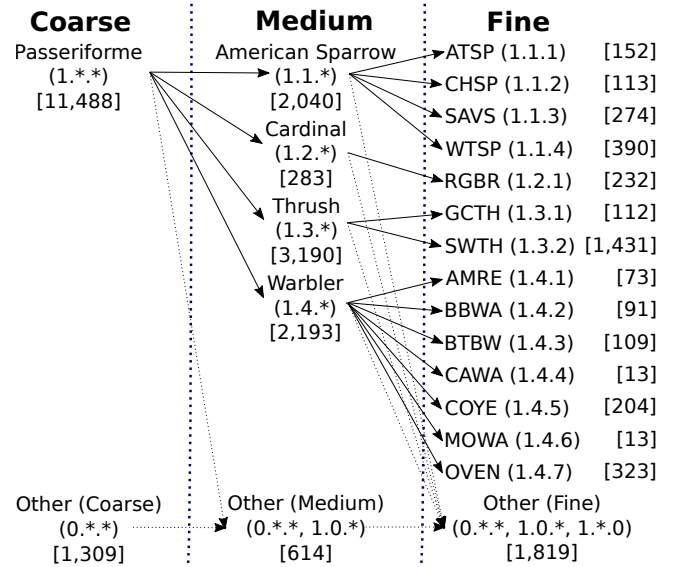 Coarse
Passeriforme
(1.*.*)
[11,488]
Other (Coarse)
(0.*.*)
[1,309]
Medium
American Sparrow
(1.1.*)
[2,040]
Cardinal
(1.2.*)
[283]
Thrush
(1.3.*)
[3,190]
Warbler
(1.4.*)
[2,193]
Other (Medium)
(0.*.*, 1.0.*)
[614]
Fine
ATSP (1.1.1) [152]
CHSP (1.1.2) [113]
SAVS (1.1.3) [274]
WTSP (1.1.4) [390]
RGBR (1.2.1) [232]
GCTH (1.3.1) [112]
SWTH (1.3.2) [1,431]
AMRE (1.4.1) [73]
BBWA (1.4.2) [91]
BTBW (1.4.3) [109]
CAWA (1.4.4) [13]
COYE (1.4.5) [204]
MOWA (1.4.6) [13]
OVEN (1.4.7) [323]
Other (Fine)
(0.*.*, 1.0.*, 1.*.0)
[1,819]